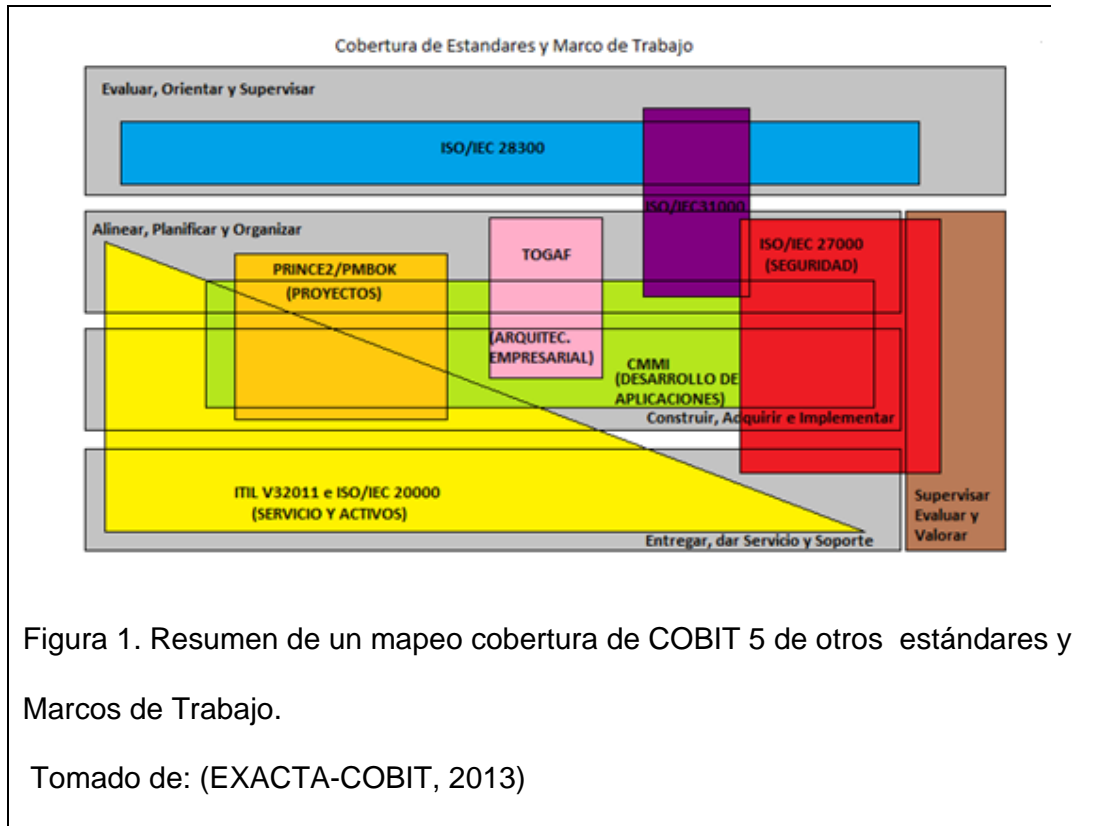 Cobertura de Estandares y Marco de Trabajo
Evaluar, Orientar y Supervisar
ISO/IEC 28300
ISO/IEC31000
Alinear, Planificar y Organizar
PRINCE2/PMBOK
(PROYECTOS)
TOGAF
(ARQUITEC.
EMPRESARIAL)
ISO/IEC 27000
(SEGURIDAD)
CMMI
(DESARROLLO DE
APLICACIONES)
Construir, Adquirir e Implementar
ITIL V32011 e ISO/IEC 20000
(SERVICIO Y ACTIVOS)
Entregar, dar Servicio y Soporte
Supervisar
Evaluar y
Valorar
Figura 1. Resumen de un mapeo cobertura de COBIT 5 de otros  estándares y
Marcos de Trabajo.
Tomado de: (EXACTA-COBIT, 2013)